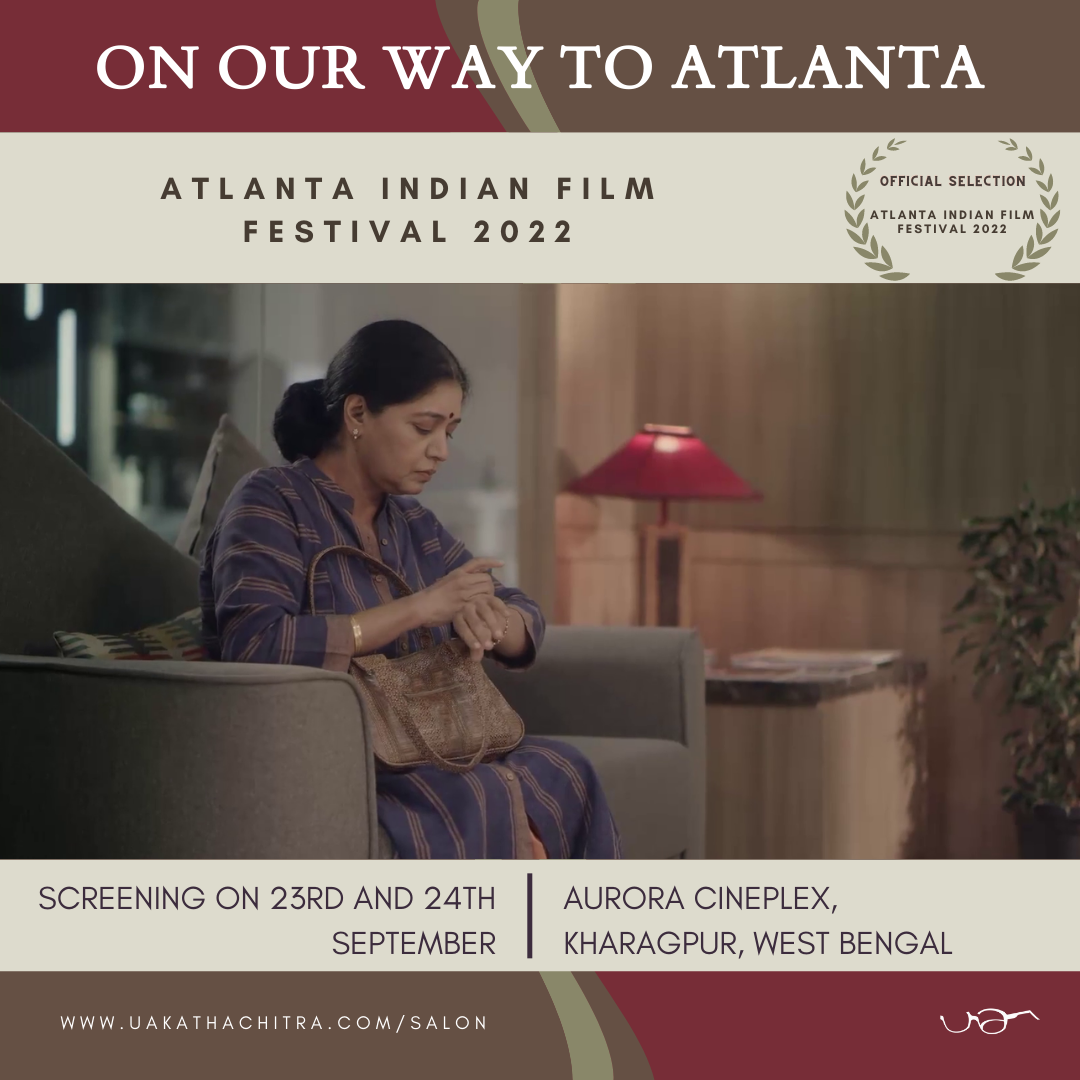 ON OUR WAY TO ATLANTA
ATLANTA INDIAN FILM
FESTIVAL 2022
OFFICIAL SELECTION
ATLANTA INDIAN FILM
FESTIVAL 2022
SCREENING ON 23RD AND 24TH
SEPTEMBER
AURORA CINEPLEX,
KHARAGPUR, WEST BENGAL
WWW.UAKATHACHITRA.COM/SALON